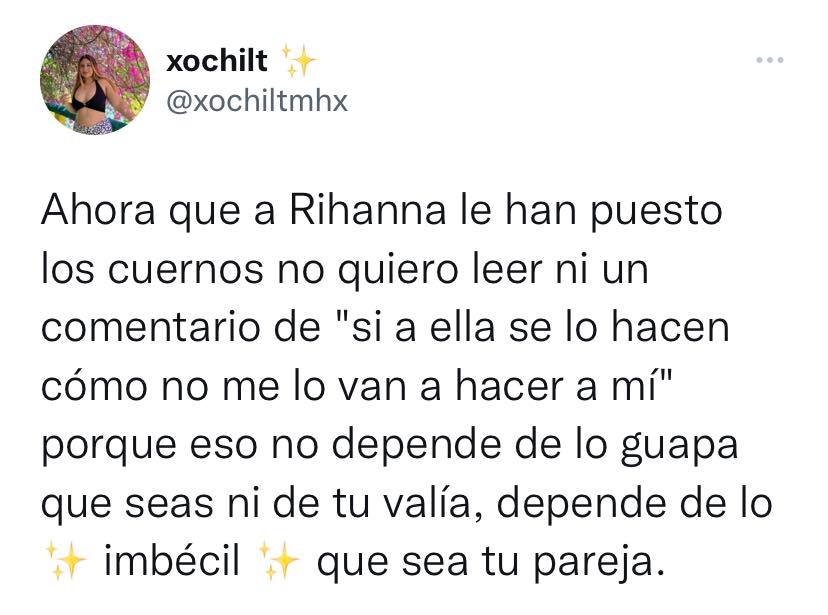 xochilt ✨
@xochiltmhx
Ahora que a Rihanna le han puesto
los cuernos no quiero leer ni un
comentario de "si a ella se lo hacen
cómo no me lo van a hacer a mí"
porque eso no depende de lo guapa
que seas ni de tu valía, depende de lo
✨ imbécil ✨ que sea tu pareja.